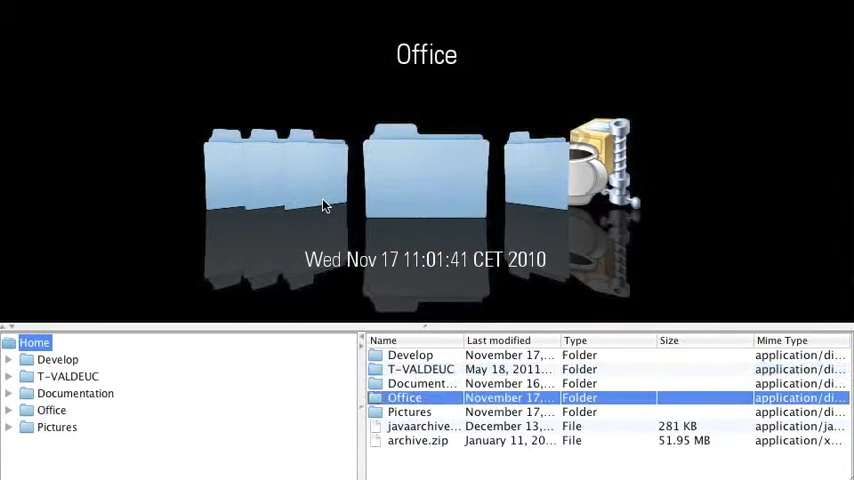 Office
Wed Nov 17 11:01:41 CET 2010
Home
Develop
T-VALDEUC
Documentation
Office
Pictures
Name Last modified Type Size Mime Type
Develop November 17,... Folder application/di...
T-VALDEUC May 18, 2011... Folder application/di...
Document... November 16,... Folder application/di...
Office November 17,... Folder application/di...
Pictures November 17,... Folder application/di...
javaarchive... December 13,... File 281 KB application/ja...
archive.zip January 11, 20... File 51.95 MB application/x...